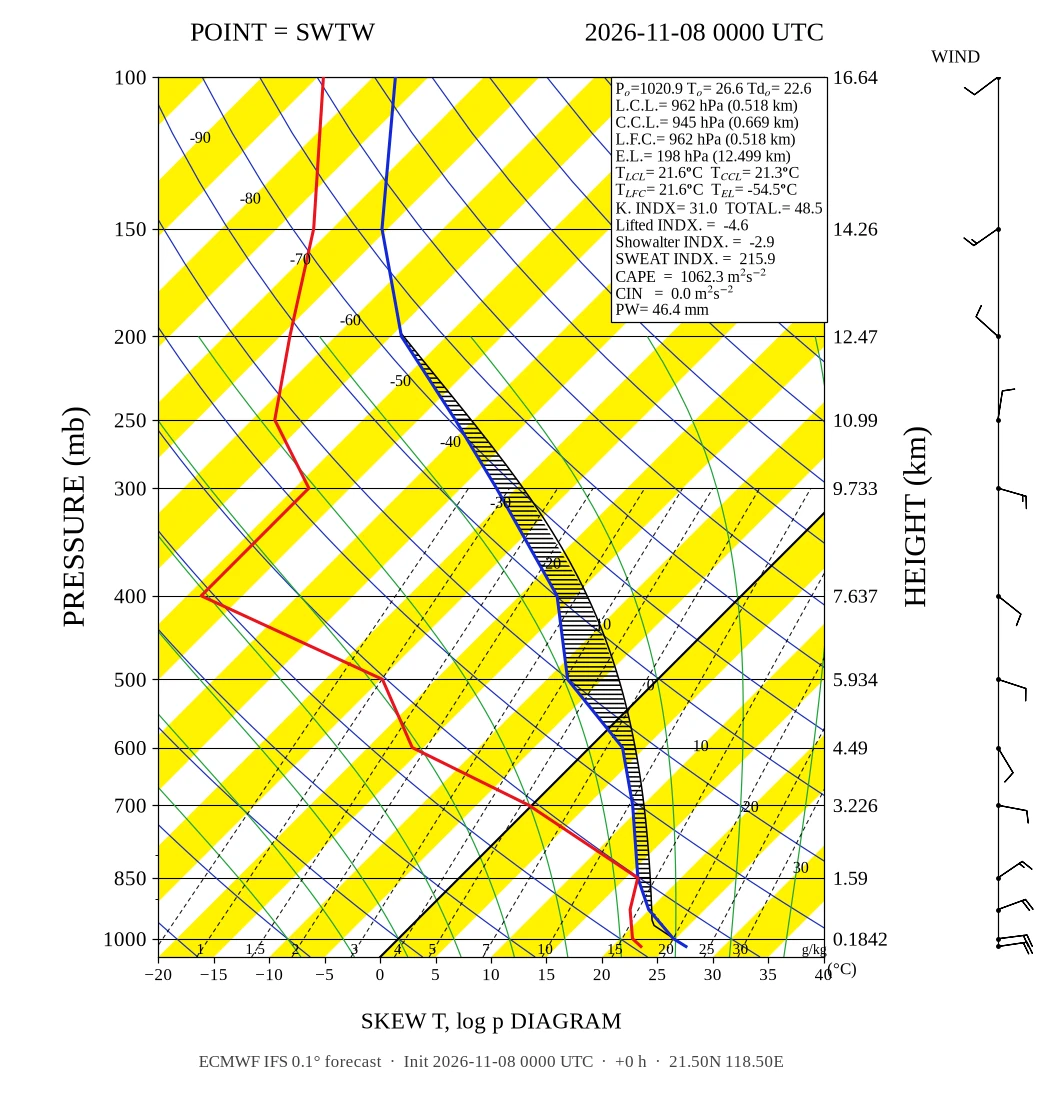 POINT = SWTW
2026-11-08 0000 UTC
WIND
P₀=1020.9 T₀= 26.6 Td₀= 22.6
L.C.L.= 962 hPa (0.518 km)
C.C.L.= 945 hPa (0.669 km)
L.F.C.= 962 hPa (0.518 km)
E.L.= 198 hPa (12.499 km)
T_LCL= 21.6°C T_CCL= 21.3°C
T_LFC= 21.6°C T_EL= -54.5°C
K. INDX= 31.0 TOTAL.= 48.5
Lifted INDX. = -4.6
Showalter INDX. = -2.9
SWEAT INDX. = 215.9
CAPE = 1062.3 m²s⁻²
CIN = 0.0 m²s⁻²
PW= 46.4 mm
PRESSURE (mb)
100
150
200
250
300
400
500
600
700
850
1000
-90
-80
-70
-60
-50
-40
-30
-20
-10
0
10
20
30
16.64
14.26
12.47
10.99
9.733
7.637
5.934
4.49
3.226
1.59
0.1842
HEIGHT (km)
1 1.5 2 3 4 5 7 10 15 20 25 30 g/kg
−20 −15 −10 −5 0 5 10 15 20 25 30 35 40 (°C)
SKEW T, log p DIAGRAM
ECMWF IFS 0.1° forecast · Init 2026-11-08 0000 UTC · +0 h · 21.50N 118.50E